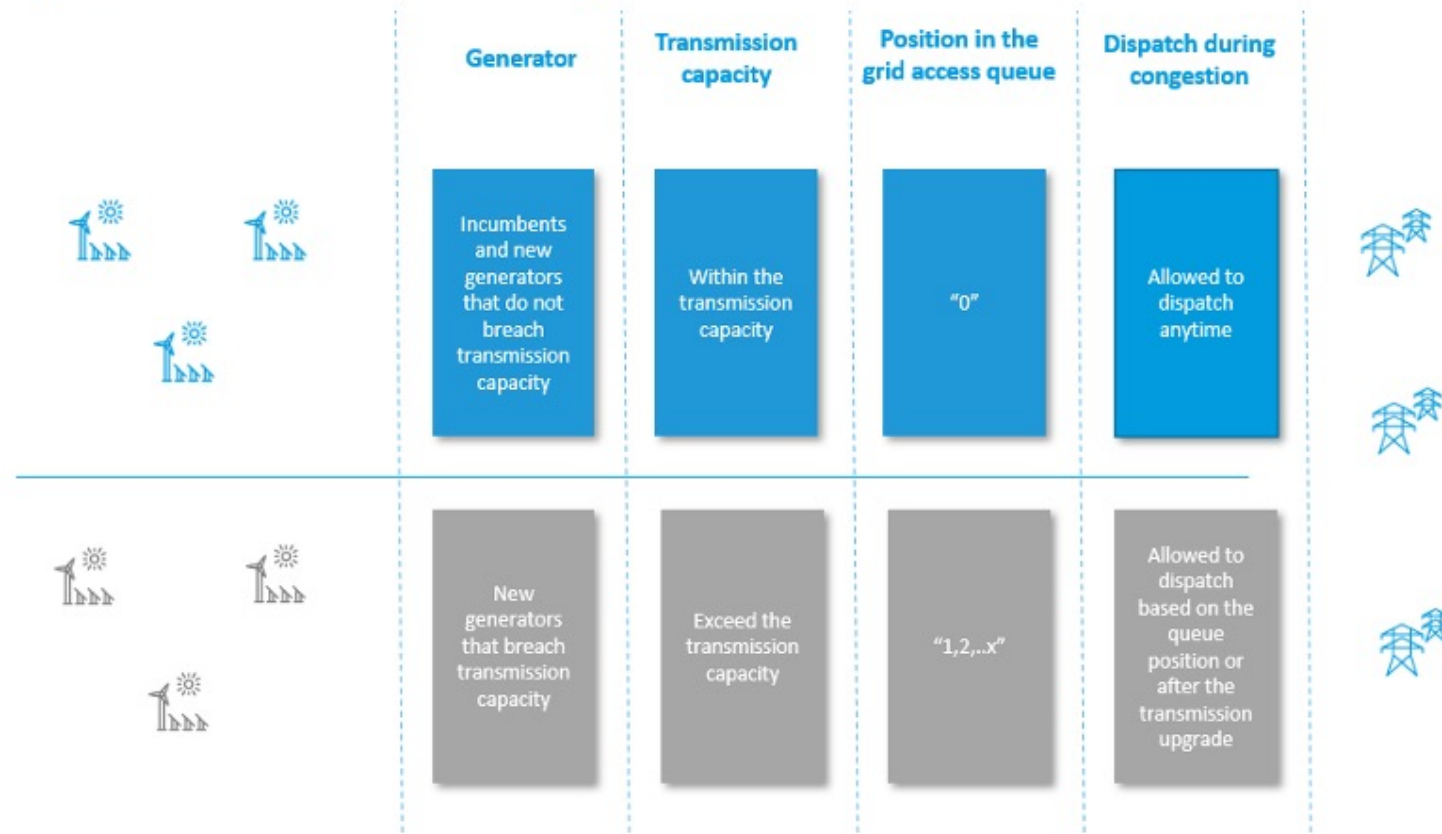 Generator
Transmission
capacity
Position in the
grid access queue
Dispatch during
congestion
Incumbents
and new
generators
that do not
breach
transmission
capacity
Within the
transmission
capacity
“0”
Allowed to
dispatch
anytime
New
generators
that breach
transmission
capacity
Exceed the
transmission
capacity
“1,2,..x”
Allowed to
dispatch
based on the
queue
position or
after the
transmission
upgrade